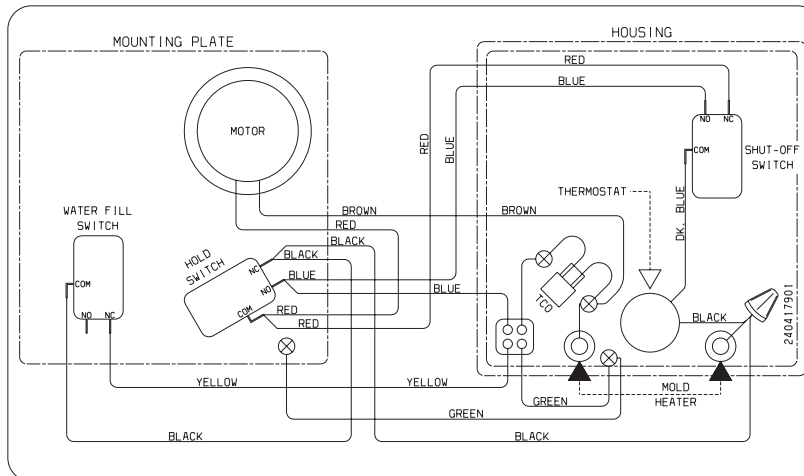 MOUNTING PLATE
HOUSING
RED
BLUE
MOTOR
NO NC
COM
SHUT-OFF
SWITCH
RED
BLUE
DK. BLUE
THERMOSTAT
WATER FILL
SWITCH
BROWN
BROWN
RED
BLACK
BLACK
HOLD
SWITCH
NC
NO
COM
BLUE
BLUE
RED
RED
COM
NO NC
TCO
BLACK
240417901
YELLOW
YELLOW
MOLD
HEATER
GREEN
GREEN
BLACK
BLACK